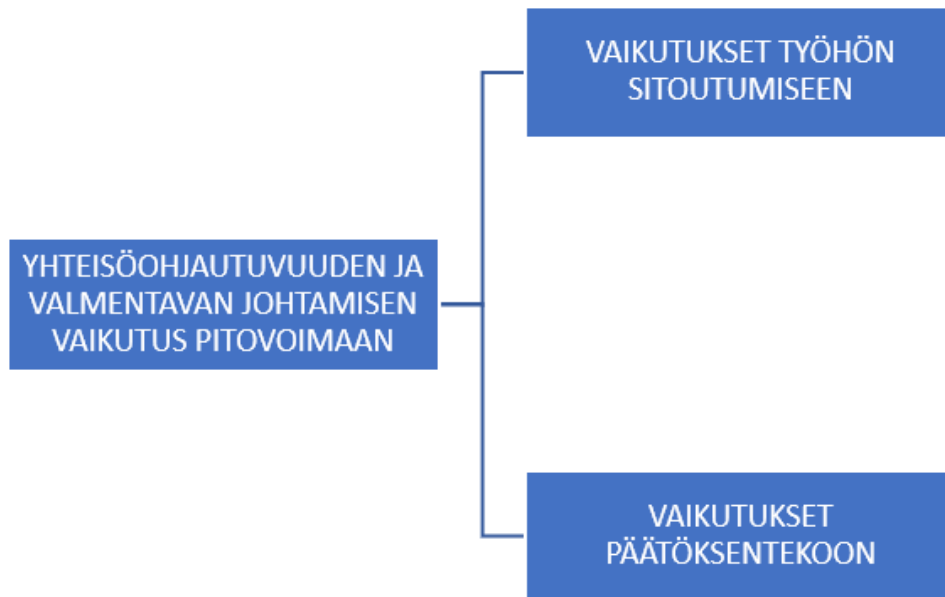 VAIKUTUKSET TYÖHÖN
SITOUTUMISEEN
YHTEISÖOHJAUTUVUUDEN JA
VALMENTAVAN JOHTAMISEN
VAIKUTUS PITOVOIMAAN
VAIKUTUKSET
PÄÄTÖKSENTEKOON